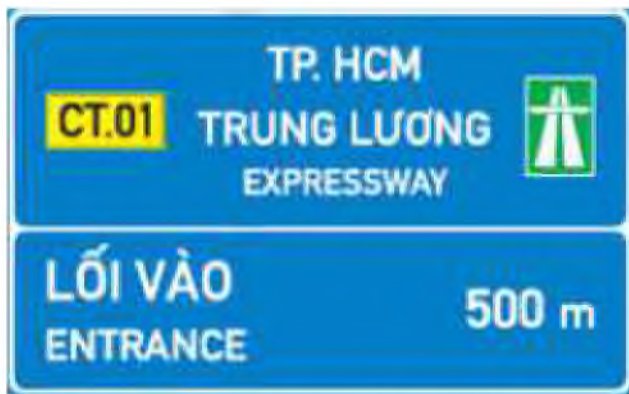 TP. HCM
CT.01 TRUNG LƯƠNG
EXPRESSWAY
LỐI VÀO
ENTRANCE
500 m